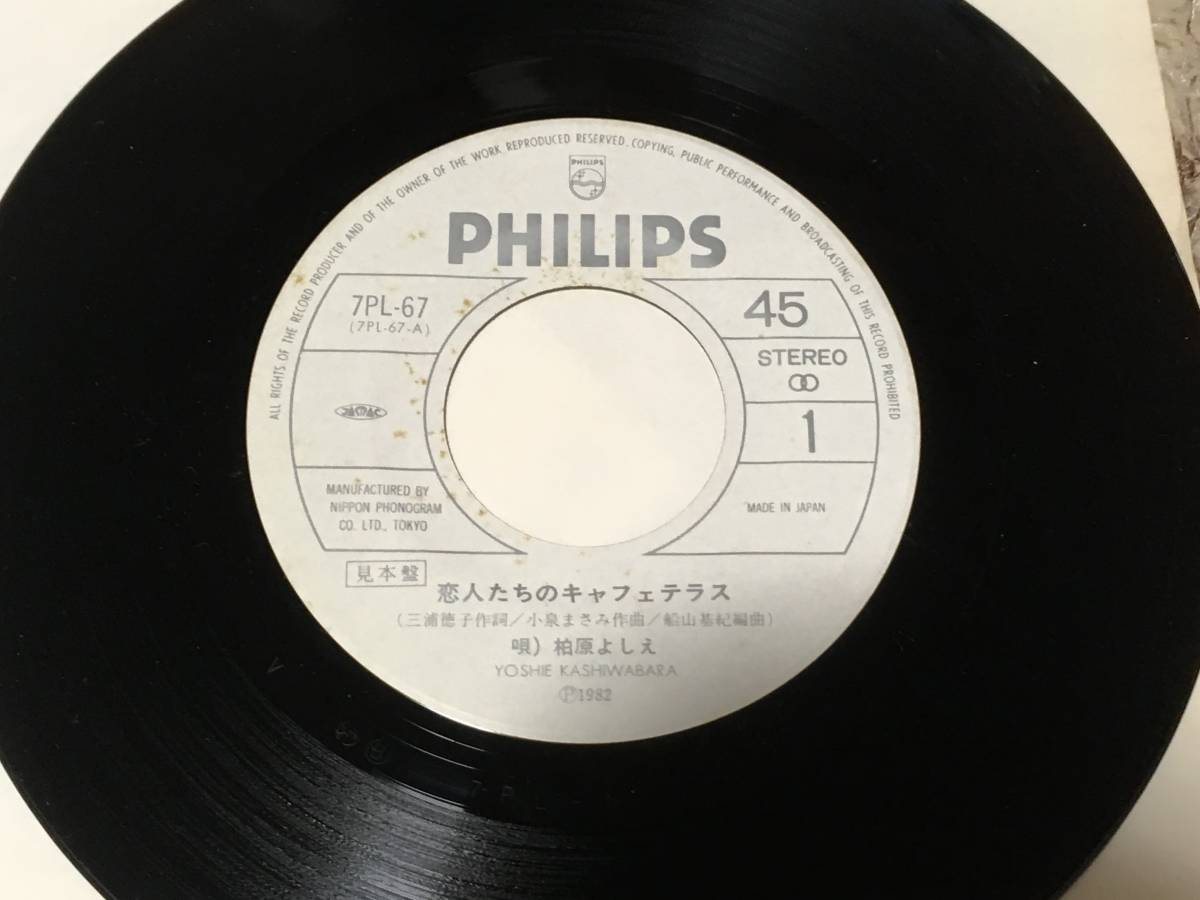 ALL RIGHTS OF THE RECORD PRODUCER AND OF THE OWNER OF THE WORK REPRODUCED RESERVED. COPYING, PUBLIC PERFORMANCE AND BROADCASTING OF THIS RECORD PROHIBITED
PHILIPS
PHILIPS
7PL-67
(7PL-67-A)
45
STEREO
1
JASRAC
MANUFACTURED BY
NIPPON PHONOGRAM
CO. LTD., TOKYO
MADE IN JAPAN
見本盤
恋人たちのキャフェテラス
(三浦徳子作詞/小泉まさみ作曲/船山基紀編曲)
唄) 柏原よしえ
YOSHIE KASHIWABARA
Ⓟ1982
V
7PL